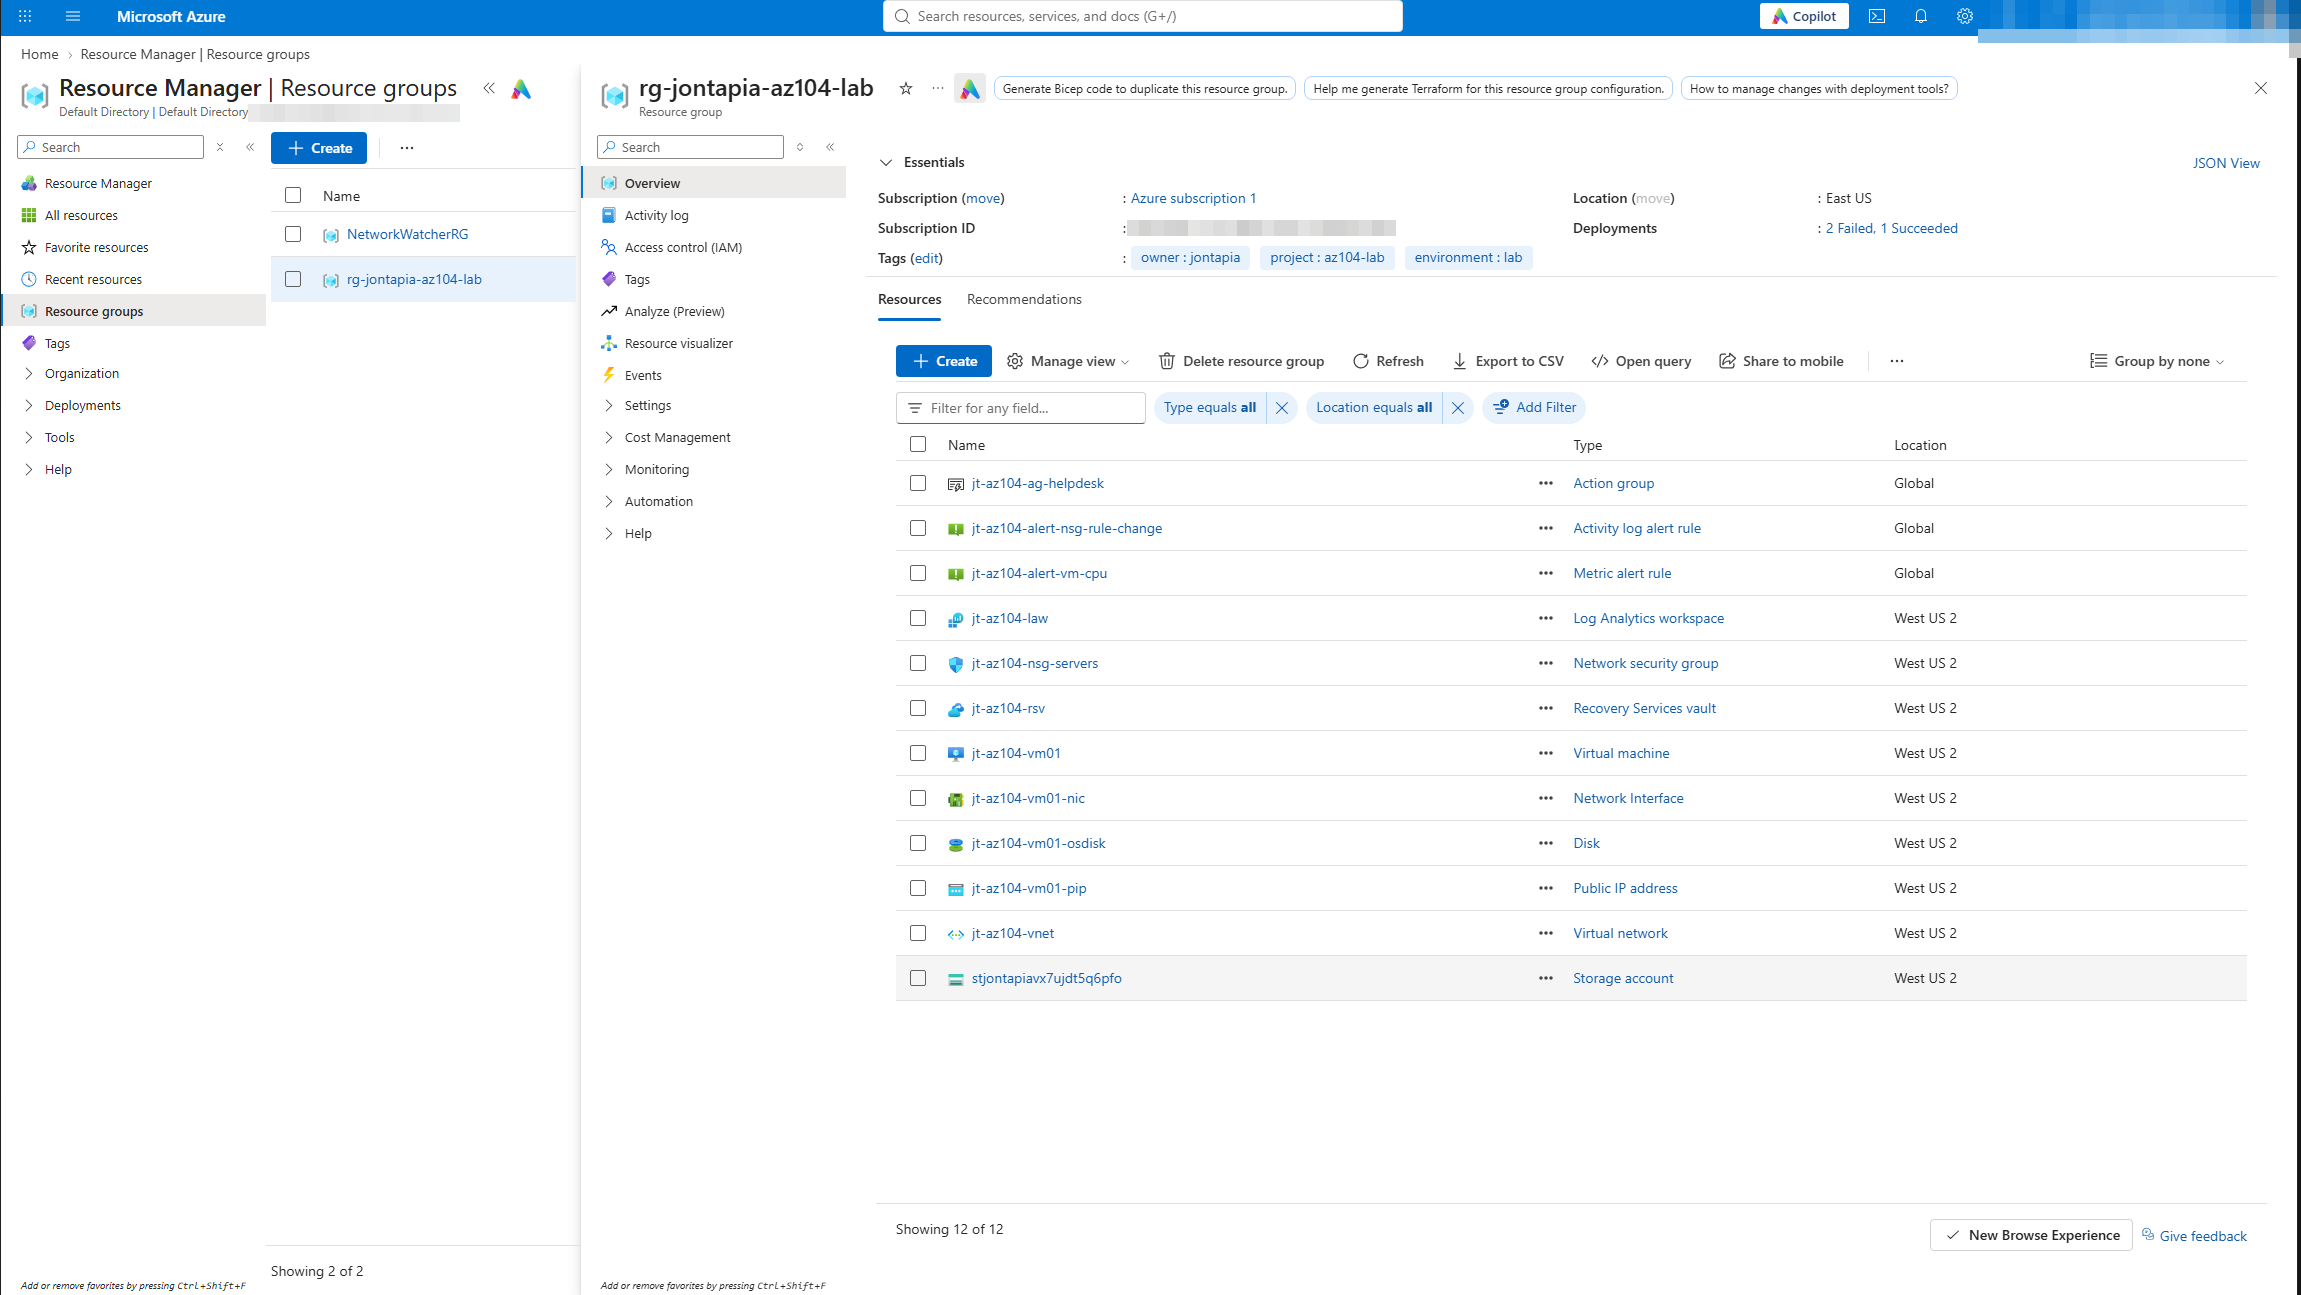 Microsoft Azure
Search resources, services, and docs (G+/)
Copilot
Home > Resource Manager | Resource groups
Resource Manager | Resource groups
Default Directory | Default Directory
Search
Resource Manager
All resources
Favorite resources
Recent resources
Resource groups
Tags
Organization
Deployments
Tools
Help
Add or remove favorites by pressing Ctrl+Shift+F
Create
Name
NetworkWatcherRG
rg-jontapia-az104-lab
Showing 2 of 2
rg-jontapia-az104-lab
Resource group
Generate Bicep code to duplicate this resource group.
Help me generate Terraform for this resource group configuration.
How to manage changes with deployment tools?
Search
Overview
Activity log
Access control (IAM)
Tags
Analyze (Preview)
Resource visualizer
Events
Settings
Cost Management
Monitoring
Automation
Help
Add or remove favorites by pressing Ctrl+Shift+F
Essentials
JSON View
Subscription (move) : Azure subscription 1
Location (move) : East US
Subscription ID :
Deployments : 2 Failed, 1 Succeeded
Tags (edit) : owner : jontapia project : az104-lab environment : lab
Resources Recommendations
Create Manage view Delete resource group Refresh Export to CSV Open query Share to mobile Group by none
Filter for any field... Type equals all Location equals all Add Filter
Name Type Location
jt-az104-ag-helpdesk Action group Global
jt-az104-alert-nsg-rule-change Activity log alert rule Global
jt-az104-alert-vm-cpu Metric alert rule Global
jt-az104-law Log Analytics workspace West US 2
jt-az104-nsg-servers Network security group West US 2
jt-az104-rsv Recovery Services vault West US 2
jt-az104-vm01 Virtual machine West US 2
jt-az104-vm01-nic Network Interface West US 2
jt-az104-vm01-osdisk Disk West US 2
jt-az104-vm01-pip Public IP address West US 2
jt-az104-vnet Virtual network West US 2
stjontapiavx7ujdt5q6pfo Storage account West US 2
Showing 12 of 12
New Browse Experience
Give feedback